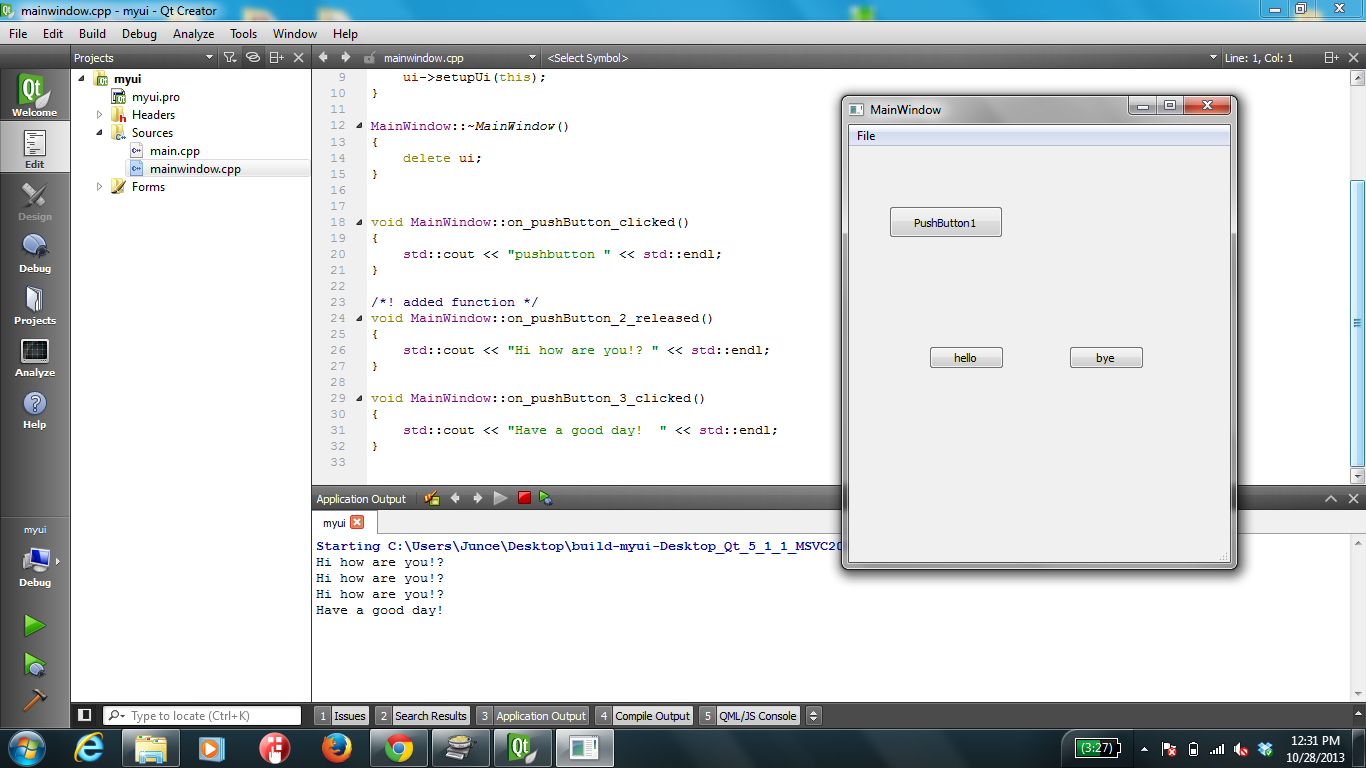 mainwindow.cpp - myui - Qt Creator
File Edit Build Debug Analyze Tools Window Help
Projects
mainwindow.cpp
<Select Symbol>
Line: 1, Col: 1
Welcome
Edit
Design
Debug
Projects
Analyze
Help
myui
Debug
myui
myui.pro
Headers
Sources
main.cpp
mainwindow.cpp
Forms
9 ui->setupUi(this);
10 }
11
12 MainWindow::~MainWindow()
13 {
14 delete ui;
15 }
16
17
18 void MainWindow::on_pushButton_clicked()
19 {
20 std::cout << "pushbutton " << std::endl;
21 }
22
23 /*! added function */
24 void MainWindow::on_pushButton_2_released()
25 {
26 std::cout << "Hi how are you!? " << std::endl;
27 }
28
29 void MainWindow::on_pushButton_3_clicked()
30 {
31 std::cout << "Have a good day!  " << std::endl;
32 }
33
MainWindow
File
PushButton1
hello
bye
Application Output
myui
Starting C:\Users\Junce\Desktop\build-myui-Desktop_Qt_5_1_1_MSVC20
Hi how are you!?
Hi how are you!?
Hi how are you!?
Have a good day!
Type to locate (Ctrl+K)
1 Issues
2 Search Results
3 Application Output
4 Compile Output
5 QML/JS Console
(3:27)
12:31 PM
10/28/2013